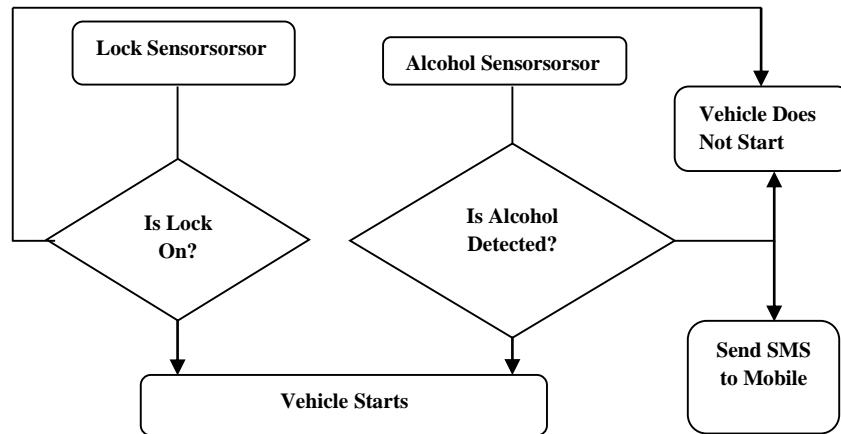 Lock Sensorsorsor
Alcohol Sensorsorsor
Vehicle Does
Not Start
Is Lock
On?
Is Alcohol
Detected?
Send SMS
to Mobile
Vehicle Starts